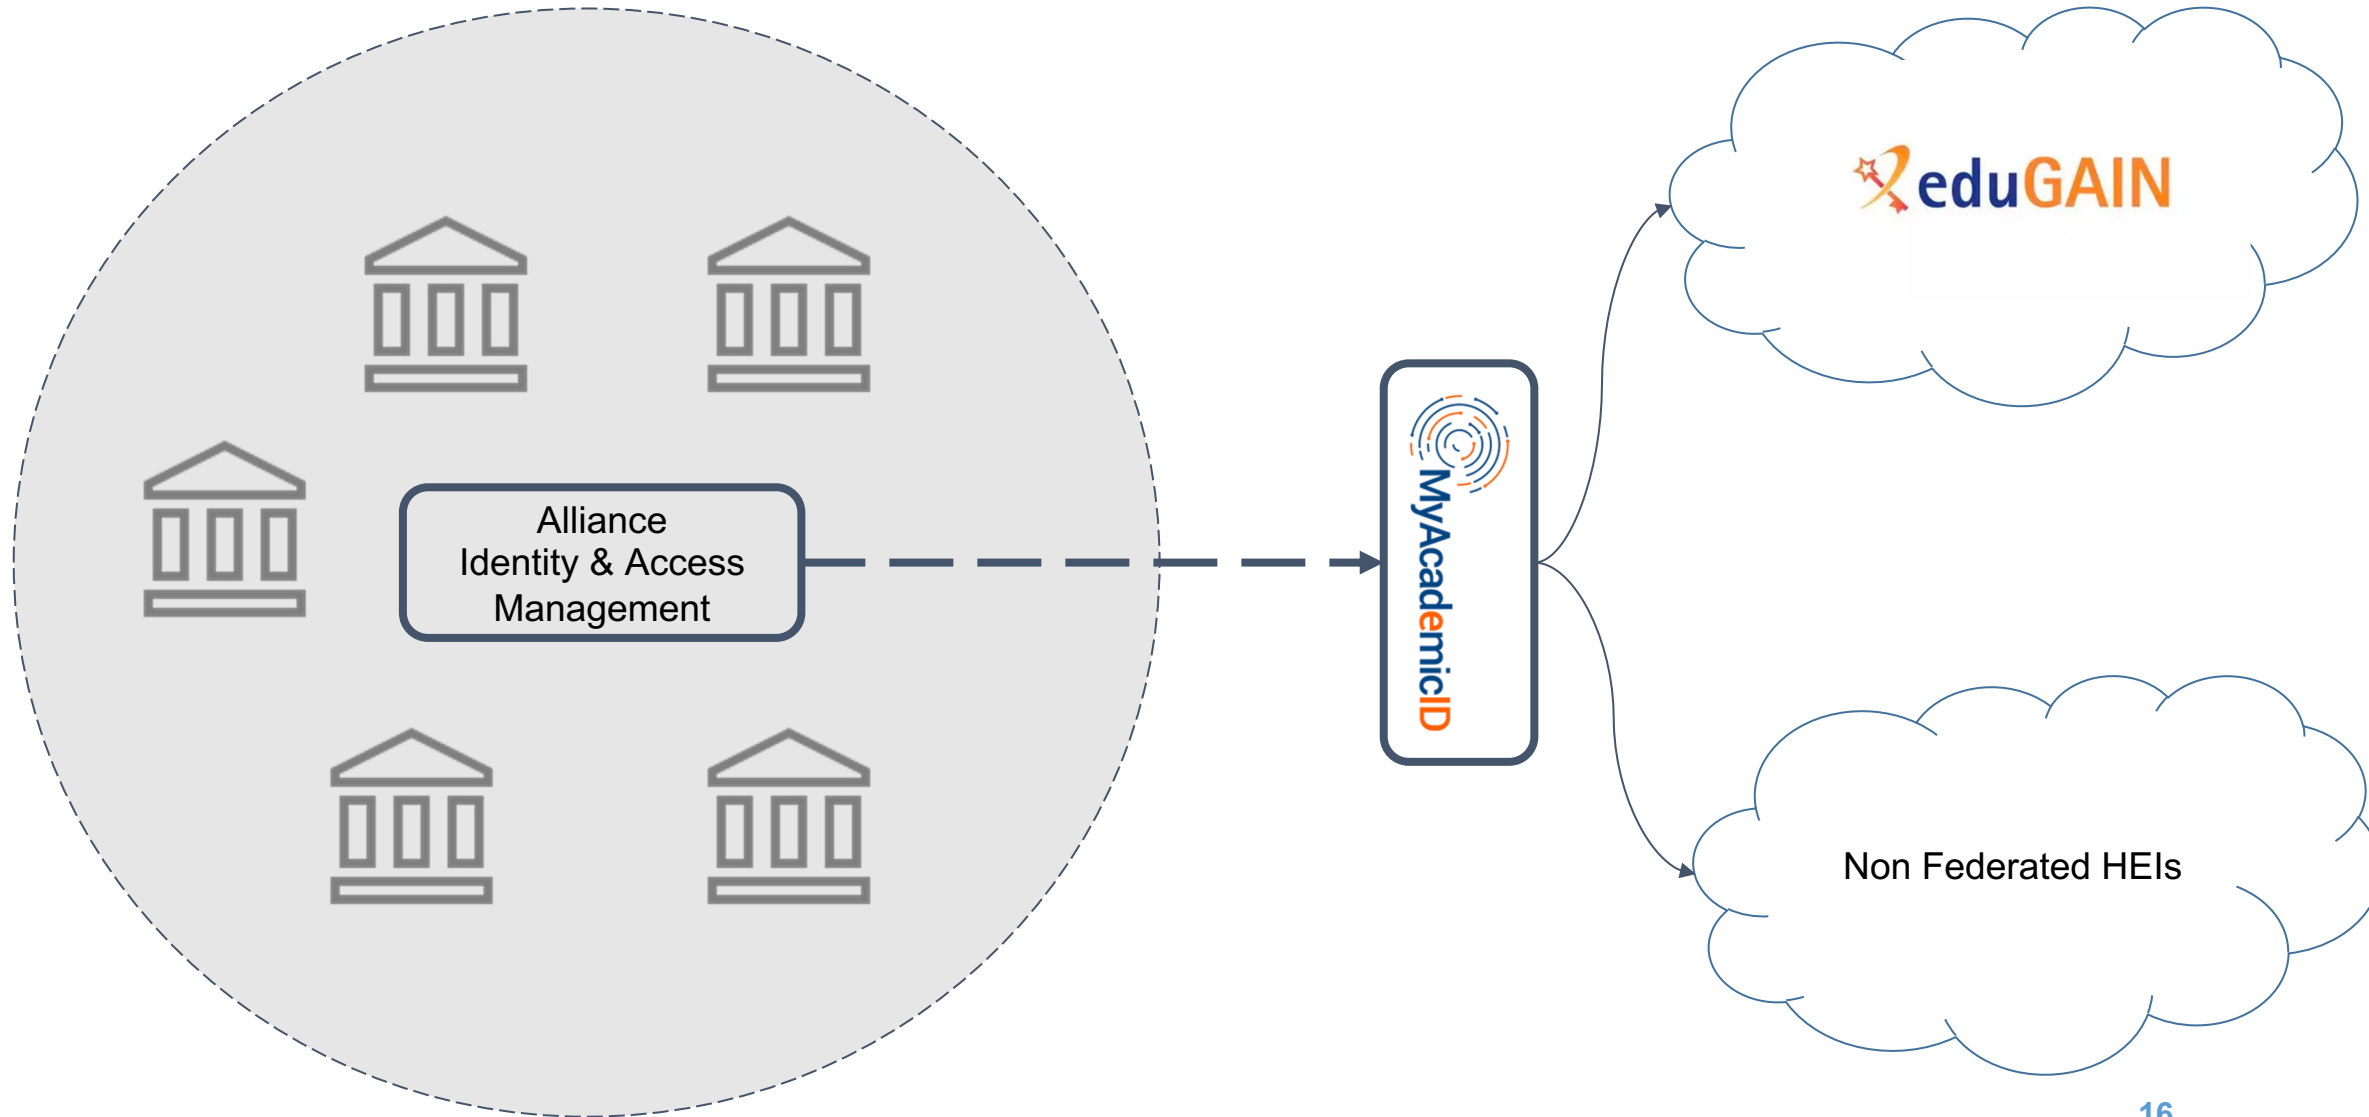 eduGAIN
Alliance
Identity & Access
Management
MyAcademicID
Non Federated HEIs
16